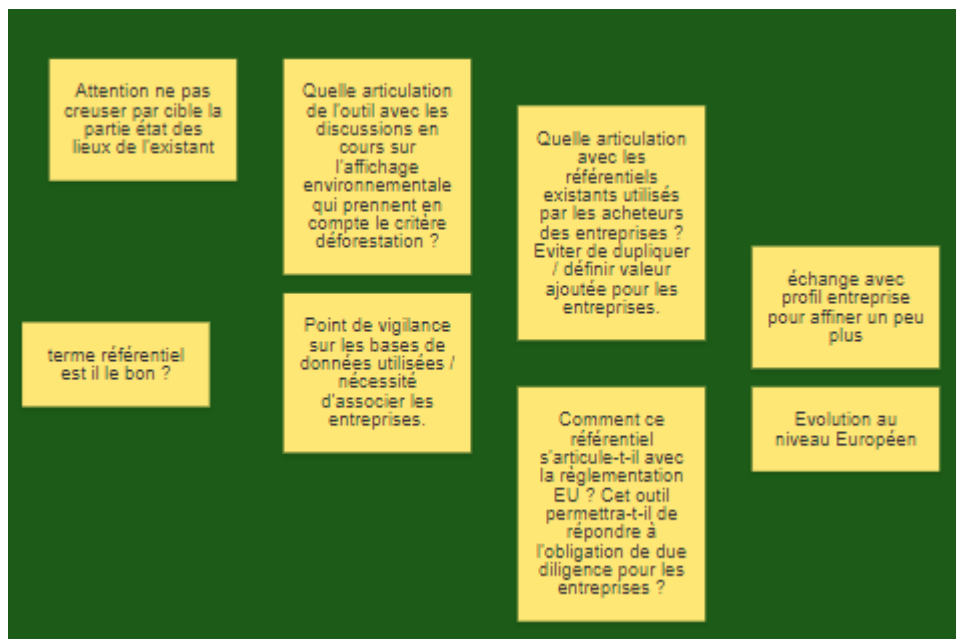 Attention ne pas
creuser par cible la
partie état des
lieux de l'existant
terme référentiel
est il le bon ?
Quelle articulation
de l'outil avec les
discussions en
cours sur
l'affichage
environnementale
qui prennent en
compte le critère
déforestation ?
Point de vigilance
sur les bases de
données utilisées /
nécessité
d'associer les
entreprises.
Quelle articulation
avec les
référentiels
existants utilisés
par les acheteurs
des entreprises ?
Eviter de dupliquer
/ définir valeur
ajoutée pour les
entreprises.
Comment ce
référentiel
s'articule-t-il avec
la règlementation
EU ? Cet outil
permettra-t-il de
répondre à
l'obligation de due
diligence pour les
entreprises ?
échange avec
profil entreprise
pour affiner un peu
plus
Evolution au
niveau Européen